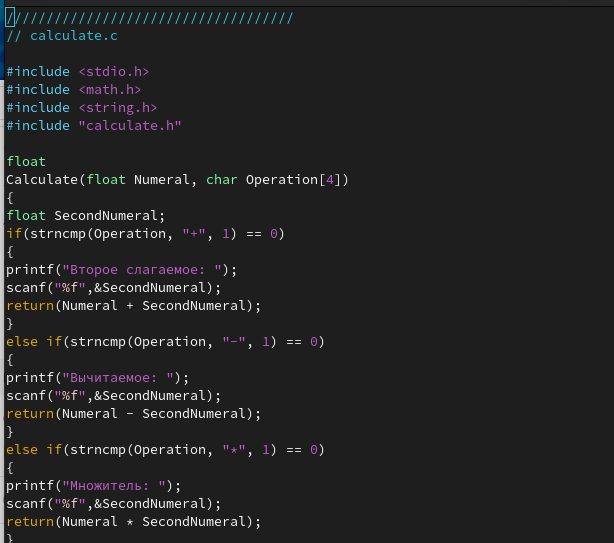 ////////////////////////////////////
// calculate.c
#include <stdio.h>
#include <math.h>
#include <string.h>
#include "calculate.h"
float
Calculate(float Numeral, char Operation[4])
{
float SecondNumeral;
if(strncmp(Operation, "+", 1) == 0)
{
printf("Второе слагаемое: ");
scanf("%f",&SecondNumeral);
return(Numeral + SecondNumeral);
}
else if(strncmp(Operation, "-", 1) == 0)
{
printf("Вычитаемое: ");
scanf("%f",&SecondNumeral);
return(Numeral - SecondNumeral);
}
else if(strncmp(Operation, "*", 1) == 0)
{
printf("Множитель: ");
scanf("%f",&SecondNumeral);
return(Numeral * SecondNumeral);
}